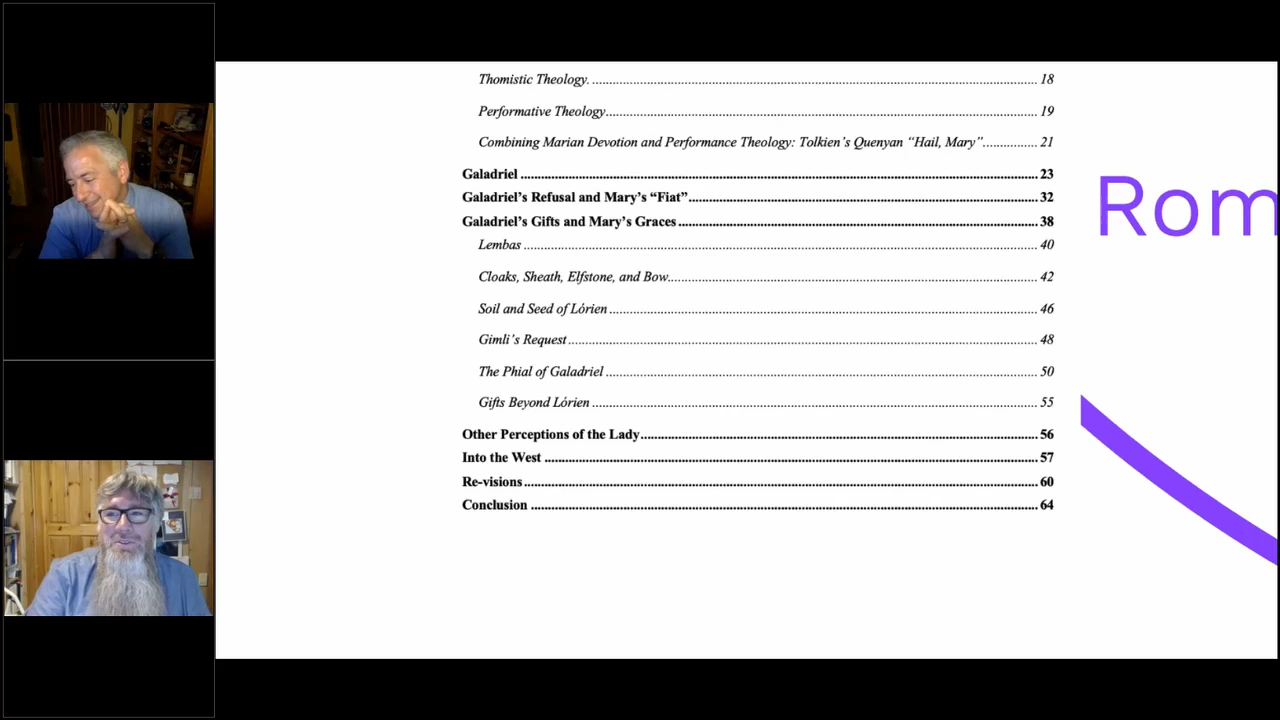 Thomistic Theology. ........ 18
Performative Theology........ 19
Combining Marian Devotion and Performance Theology: Tolkien’s Quenyan “Hail, Mary”........ 21
Galadriel ........ 23
Galadriel’s Refusal and Mary’s “Fiat”........ 32
Galadriel’s Gifts and Mary’s Graces ........ 38
Lembas ........ 40
Cloaks, Sheath, Elfstone, and Bow........ 42
Soil and Seed of Lórien ........ 46
Gimli’s Request ........ 48
The Phial of Galadriel ........ 50
Gifts Beyond Lórien ........ 55
Other Perceptions of the Lady........ 56
Into the West ........ 57
Re-visions ........ 60
Conclusion ........ 64
Rom